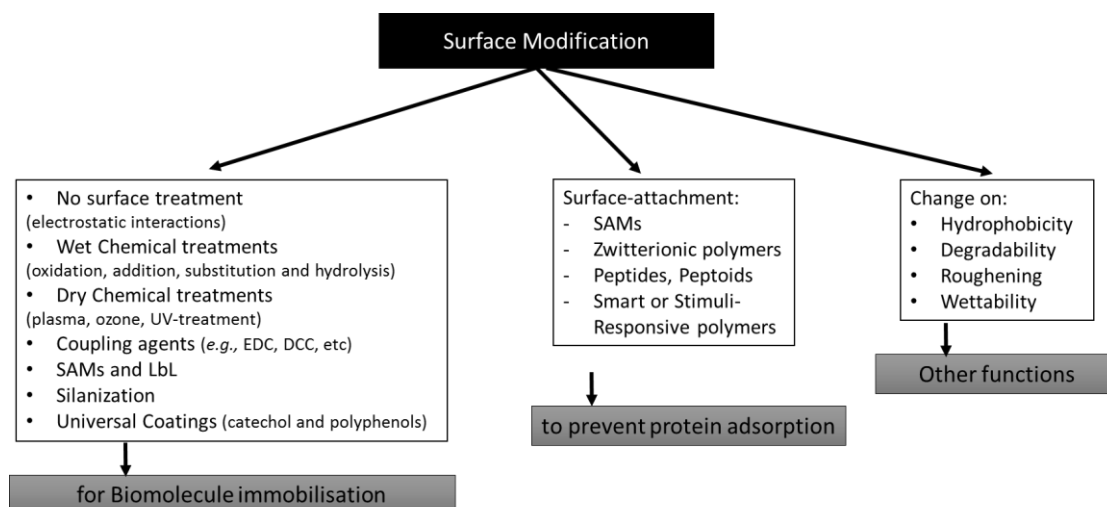 Surface Modification
• No surface treatment
(electrostatic interactions)
• Wet Chemical treatments
(oxidation, addition, substitution and hydrolysis)
• Dry Chemical treatments
(plasma, ozone, UV-treatment)
• Coupling agents (e.g., EDC, DCC, etc)
• SAMs and LbL
• Silanization
• Universal Coatings (catechol and polyphenols)
for Biomolecule immobilisation
Surface-attachment:
- SAMs
- Zwitterionic polymers
- Peptides, Peptoids
- Smart or Stimuli-
Responsive polymers
to prevent protein adsorption
Change on:
• Hydrophobicity
• Degradability
• Roughening
• Wettability
Other functions